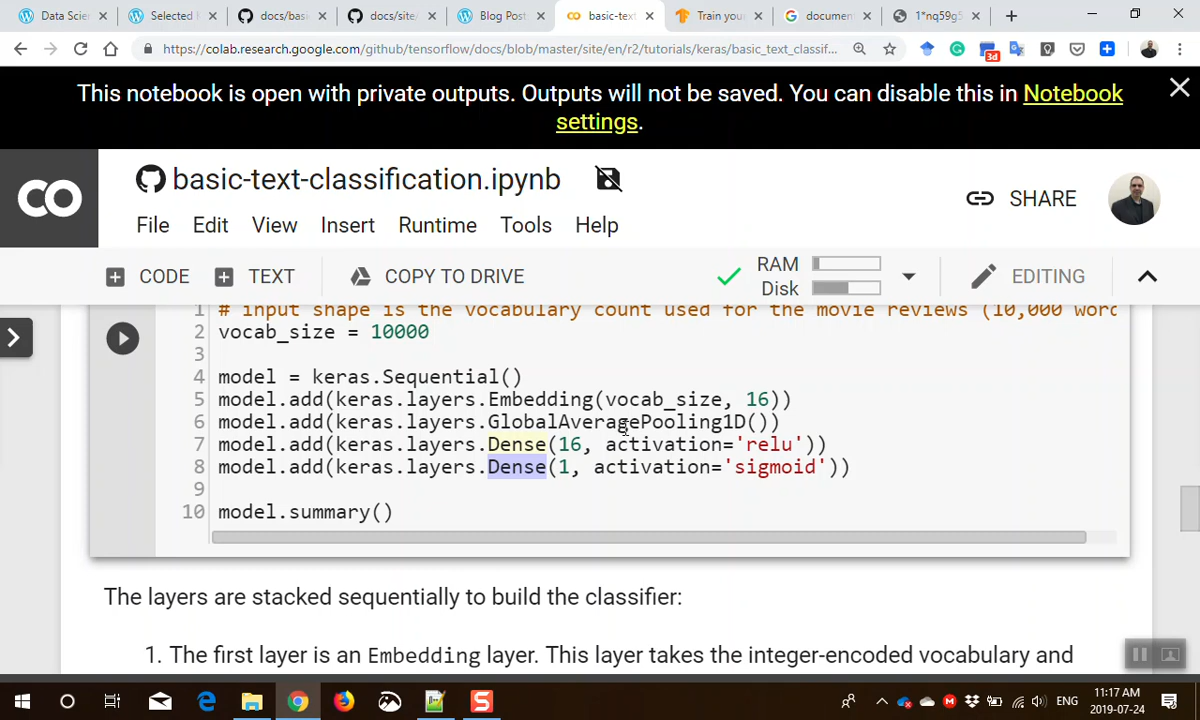 Data Scien
Selected
docs/basi
docs/site/
Blog Post
basic-tex
Train your
document
1*nq59g5
https://colab.research.google.com/github/tensorflow/docs/blob/master/site/en/r2/tutorials/keras/basic_text_classif...
3d
This notebook is open with private outputs. Outputs will not be saved. You can disable this in Notebook
settings.
CO
basic-text-classification.ipynb
SHARE
File Edit View Insert Runtime Tools Help
CODE TEXT COPY TO DRIVE RAM
Disk
EDITING
1 # input shape is the vocabulary count used for the movie reviews (10,000 word
2 vocab_size = 10000
3
4 model = keras.Sequential()
5 model.add(keras.layers.Embedding(vocab_size, 16))
6 model.add(keras.layers.GlobalAveragePooling1D())
7 model.add(keras.layers.Dense(16, activation='relu'))
8 model.add(keras.layers.Dense(1, activation='sigmoid'))
9
10 model.summary()
The layers are stacked sequentially to build the classifier:
1. The first layer is an Embedding layer. This layer takes the integer-encoded vocabulary and
ENG
11:17 AM
2019-07-24